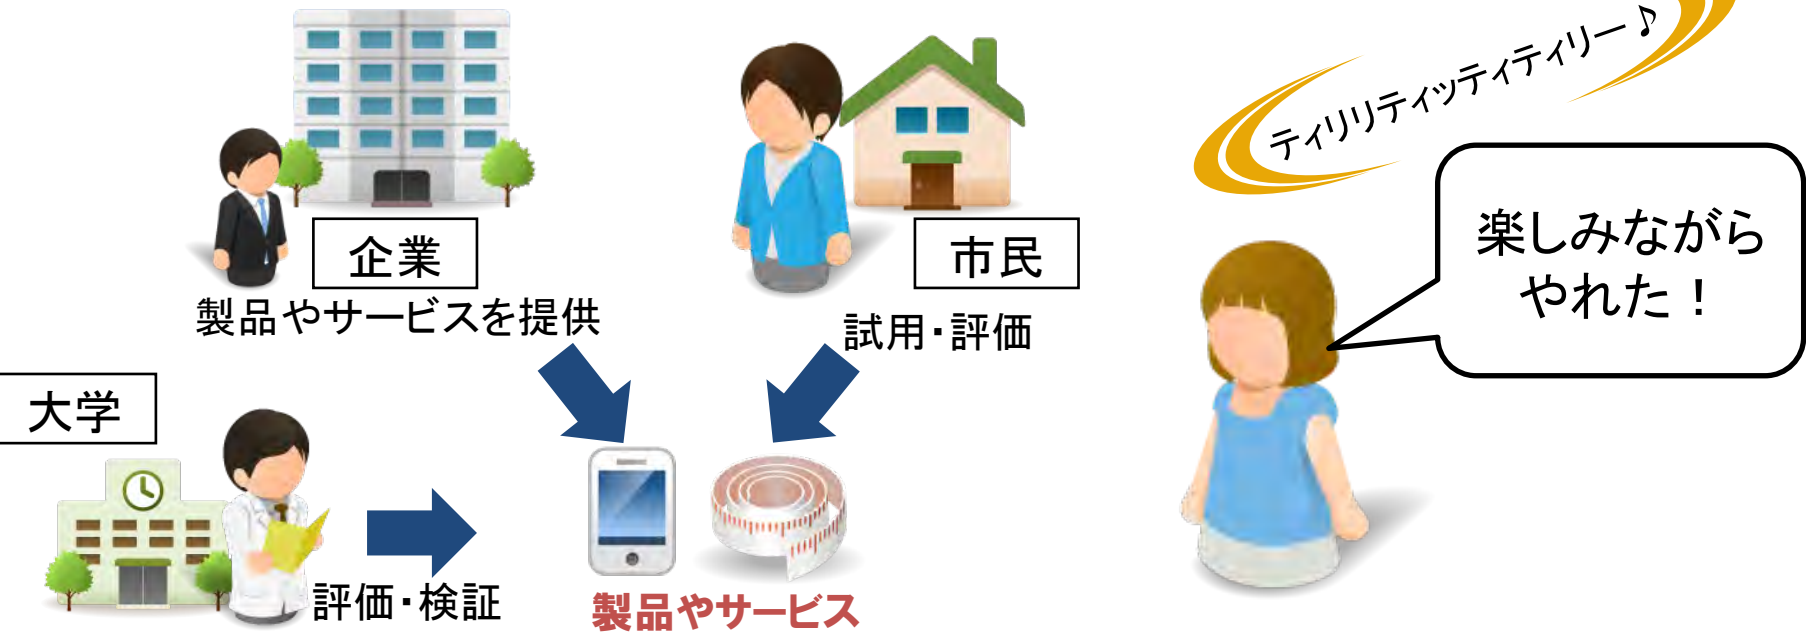 企業
製品やサービスを提供
市民
試用・評価
大学
評価・検証
製品やサービス
ティリリティッティティリー♪
楽しみながら
やれた！